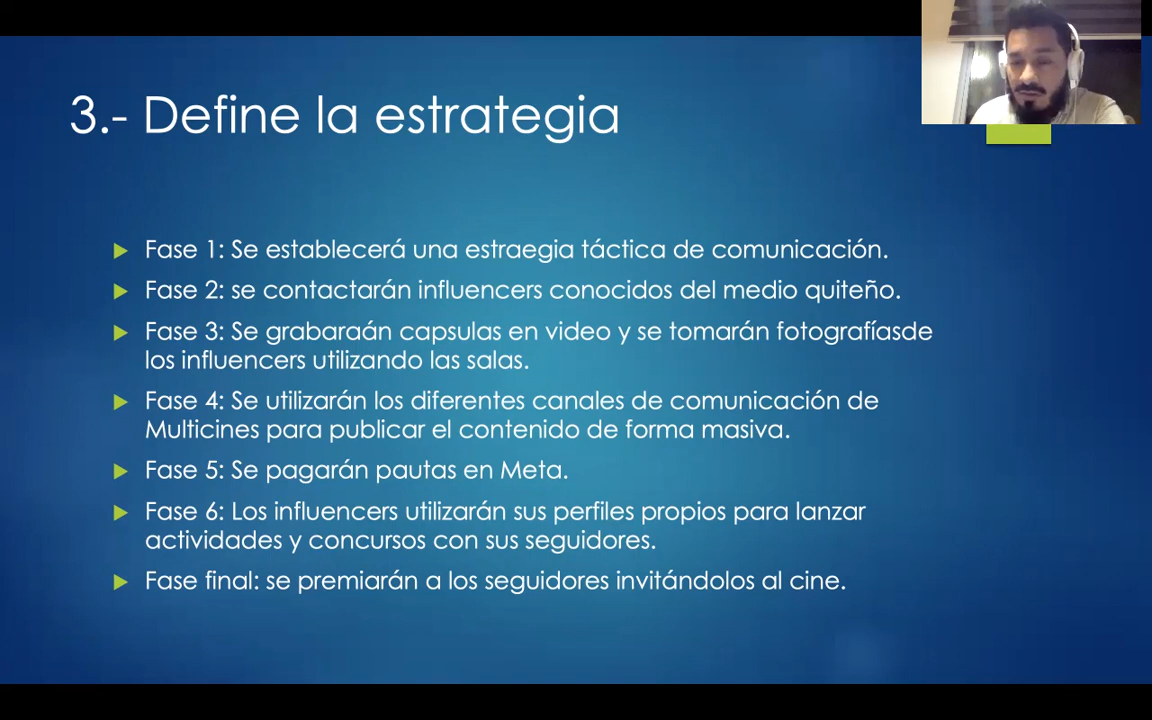 3.- Define la estrategia
Fase 1: Se establecerá una estraegia táctica de comunicación.
Fase 2: se contactarán influencers conocidos del medio quiteño.
Fase 3: Se grabaraán capsulas en video y se tomarán fotografíasde
los influencers utilizando las salas.
Fase 4: Se utilizarán los diferentes canales de comunicación de
Multicines para publicar el contenido de forma masiva.
Fase 5: Se pagarán pautas en Meta.
Fase 6: Los influencers utilizarán sus perfiles propios para lanzar
actividades y concursos con sus seguidores.
Fase final: se premiarán a los seguidores invitándolos al cine.